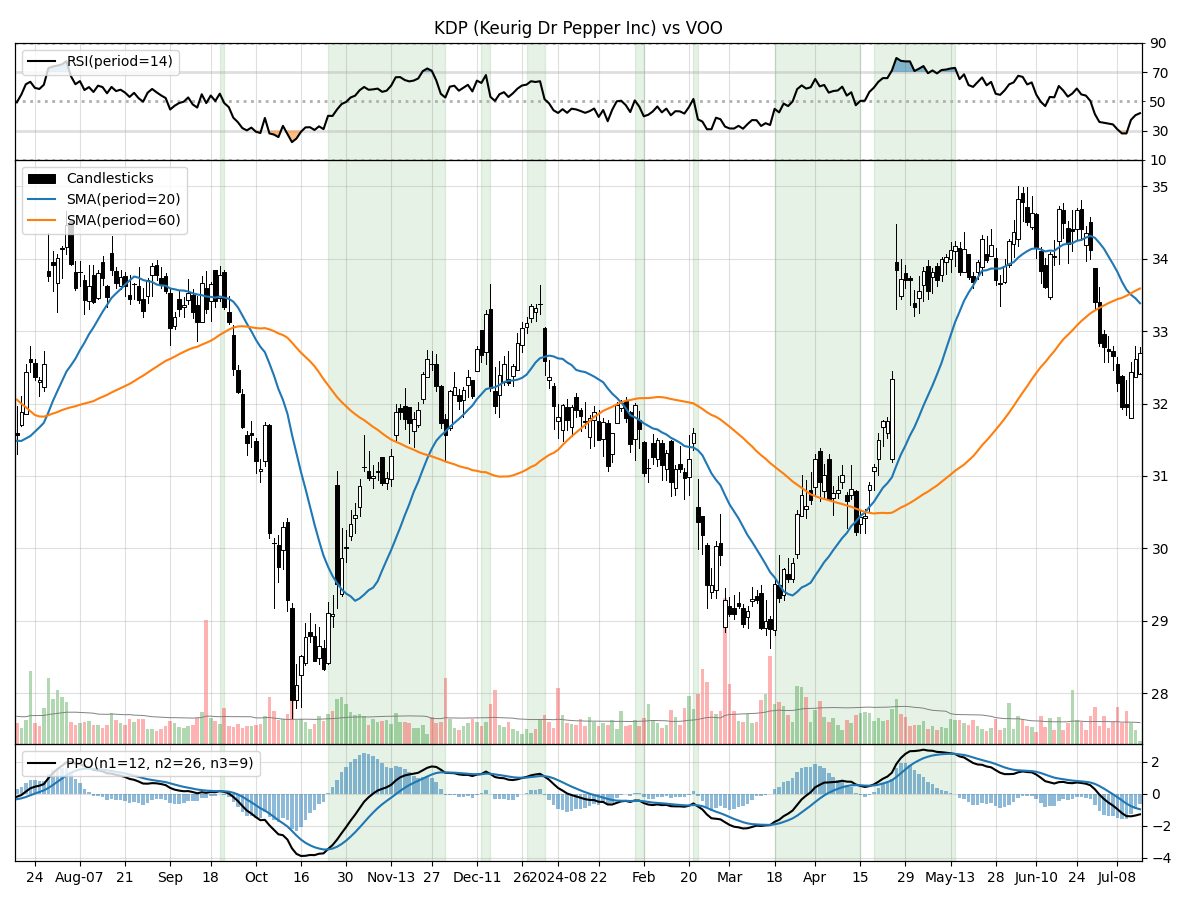 KDP (Keurig Dr Pepper Inc) vs VOO
RSI(period=14)
90
70
50
30
10
Candlesticks
SMA(period=20)
SMA(period=60)
35
34
33
32
31
30
29
28
PPO(n1=12, n2=26, n3=9)
2
0
−2
−4
24 Aug-07 21 Sep 18 Oct 16 30 Nov-13 27 Dec-11 26 2024-08 22 Feb 20 Mar 18 Apr 15 29 May-13 28 Jun-10 24 Jul-08